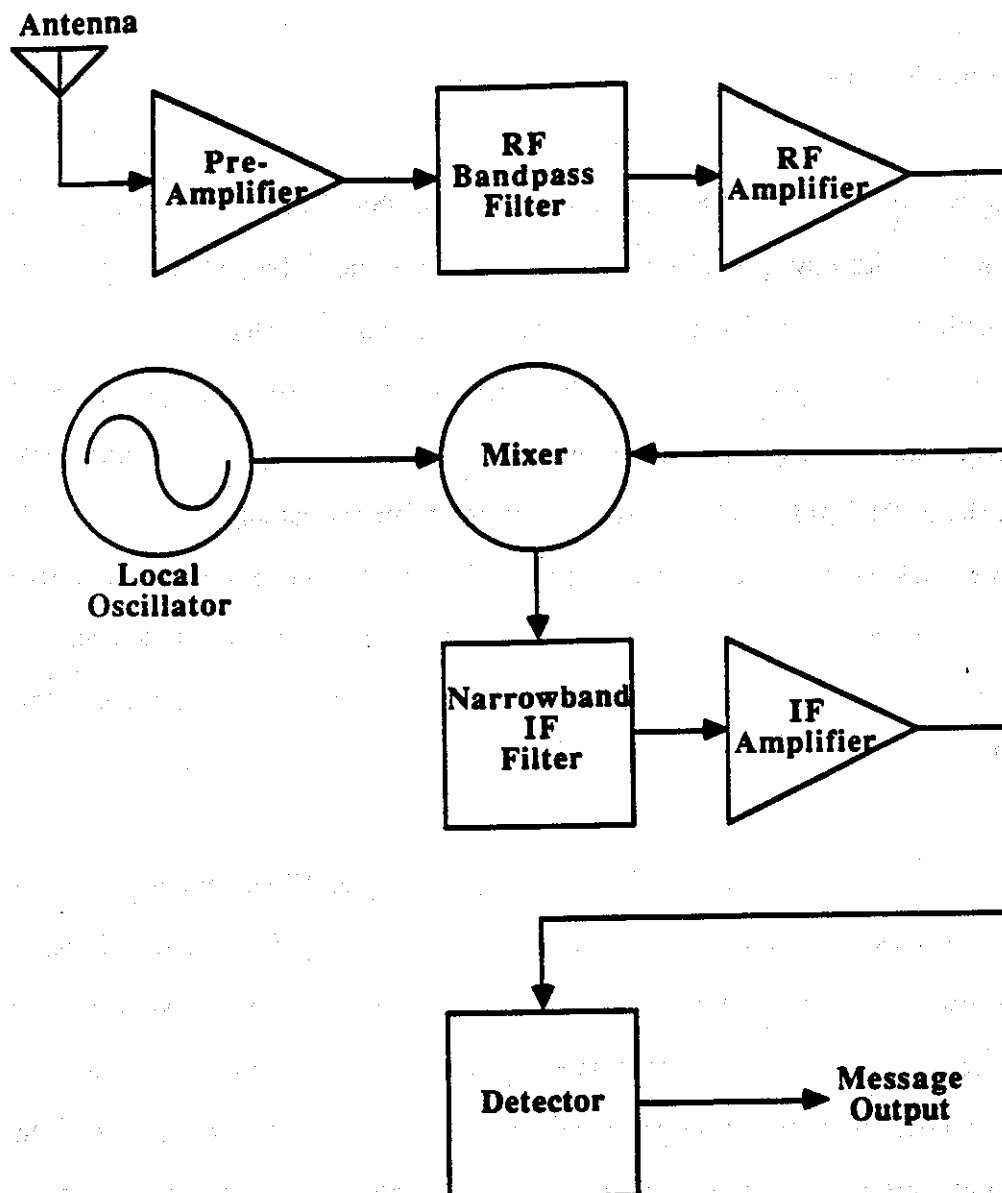 Antenna
Pre-
Amplifier
RF
Bandpass
Filter
RF
Amplifier
Mixer
Local
Oscillator
Narrowband
IF
Filter
IF
Amplifier
Detector
Message
Output